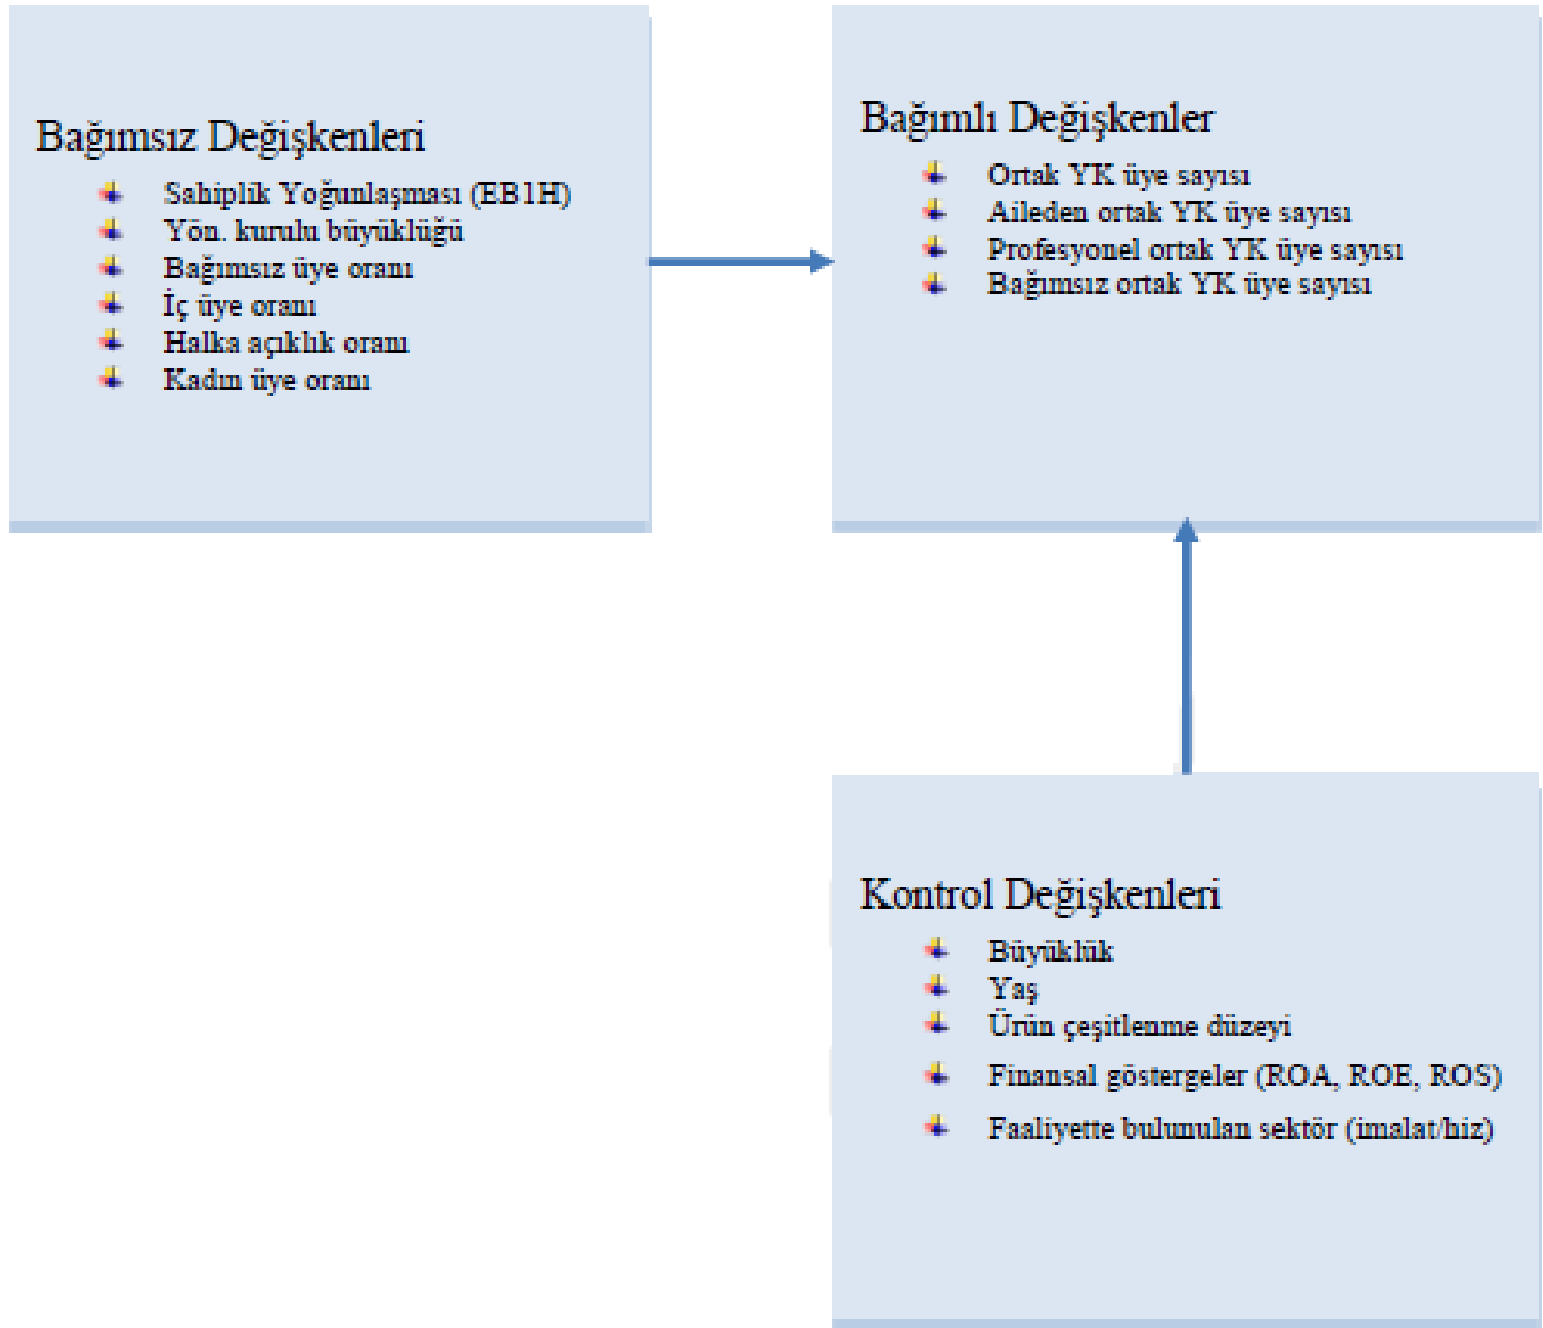 Bağımsız Değişkenleri
Sahiplik Yoğunlaşması (EB1H)
Yön. kurulu büyüklüğü
Bağımsız üye oranı
İç üye oranı
Halka açıklık oranı
Kadın üye oranı
Bağımlı Değişkenler
Ortak YK üye sayısı
Aileden ortak YK üye sayısı
Profesyonel ortak YK üye sayısı
Bağımsız ortak YK üye sayısı
Kontrol Değişkenleri
Büyüklük
Yaş
Ürün çeşitlenme düzeyi
Finansal göstergeler (ROA, ROE, ROS)
Faaliyette bulunulan sektör (imalat/hiz)